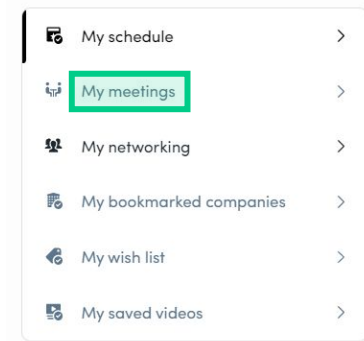 My schedule
My meetings
My networking
My bookmarked companies
My wish list
My saved videos